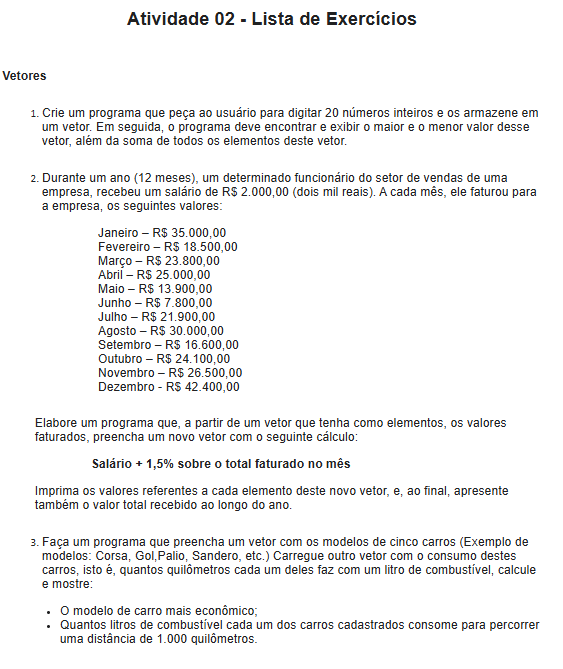 Atividade 02 - Lista de Exercícios
Vetores
1. Crie um programa que peça ao usuário para digitar 20 números inteiros e os armazene em
um vetor. Em seguida, o programa deve encontrar e exibir o maior e o menor valor desse
vetor, além da soma de todos os elementos deste vetor.
2. Durante um ano (12 meses), um determinado funcionário do setor de vendas de uma
empresa, recebeu um salário de R$ 2.000,00 (dois mil reais). A cada mês, ele faturou para
a empresa, os seguintes valores:
Janeiro – R$ 35.000,00
Fevereiro – R$ 18.500,00
Março – R$ 23.800,00
Abril – R$ 25.000,00
Maio – R$ 13.900,00
Junho – R$ 7.800,00
Julho – R$ 21.900,00
Agosto – R$ 30.000,00
Setembro – R$ 16.600,00
Outubro – R$ 24.100,00
Novembro – R$ 26.500,00
Dezembro - R$ 42.400,00
Elabore um programa que, a partir de um vetor que tenha como elementos, os valores
faturados, preencha um novo vetor com o seguinte cálculo:
Salário + 1,5% sobre o total faturado no mês
Imprima os valores referentes a cada elemento deste novo vetor, e, ao final, apresente
também o valor total recebido ao longo do ano.
3. Faça um programa que preencha um vetor com os modelos de cinco carros (Exemplo de
modelos: Corsa, Gol,Palio, Sandero, etc.) Carregue outro vetor com o consumo destes
carros, isto é, quantos quilômetros cada um deles faz com um litro de combustível, calcule
e mostre:
• O modelo de carro mais econômico;
• Quantos litros de combustível cada um dos carros cadastrados consome para percorrer
uma distância de 1.000 quilômetros.